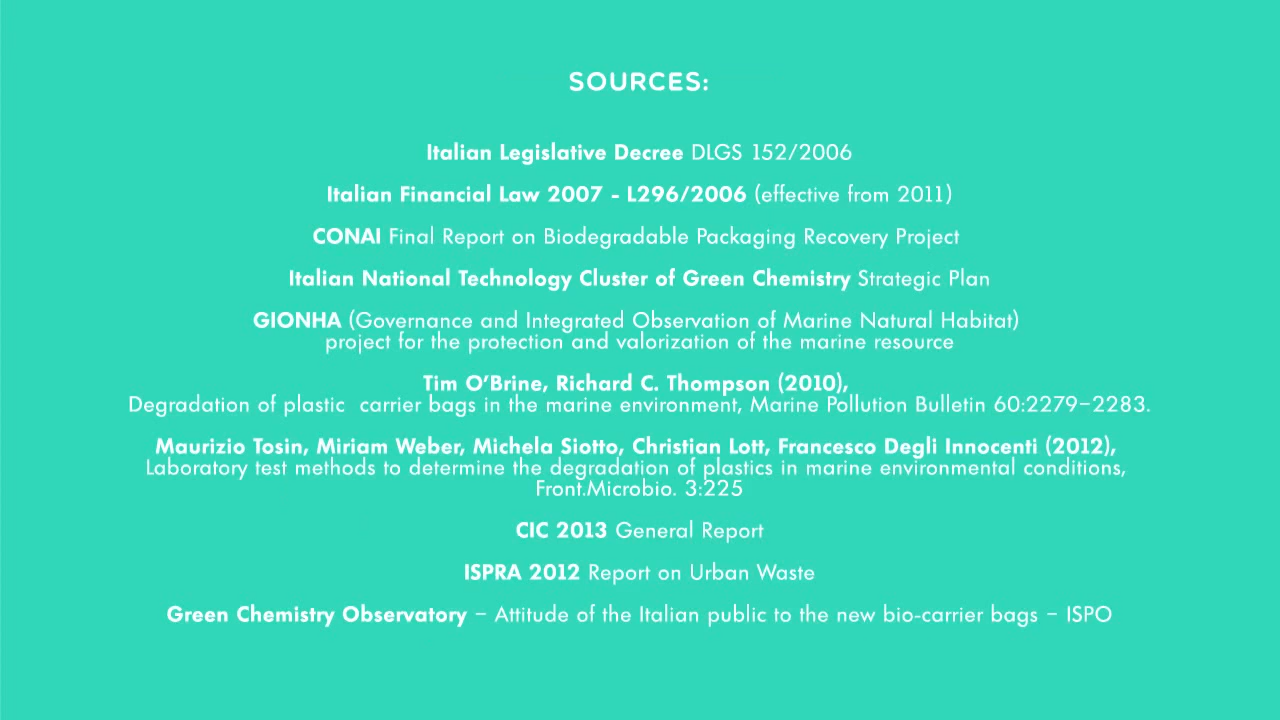 SOURCES:
Italian Legislative Decree DLGS 152/2006
Italian Financial Law 2007 - L296/2006 (effective from 2011)
CONAI Final Report on Biodegradable Packaging Recovery Project
Italian National Technology Cluster of Green Chemistry Strategic Plan
GIONHA (Governance and Integrated Observation of Marine Natural Habitat)
project for the protection and valorization of the marine resource
Tim O'Brine, Richard C. Thompson (2010),
Degradation of plastic  carrier bags in the marine environment, Marine Pollution Bulletin 60:2279–2283.
Maurizio Tosin, Miriam Weber, Michela Siotto, Christian Lott, Francesco Degli Innocenti (2012),
Laboratory test methods to determine the degradation of plastics in marine environmental conditions,
Front.Microbio. 3:225
CIC 2013 General Report
ISPRA 2012 Report on Urban Waste
Green Chemistry Observatory – Attitude of the Italian public to the new bio-carrier bags – ISPO